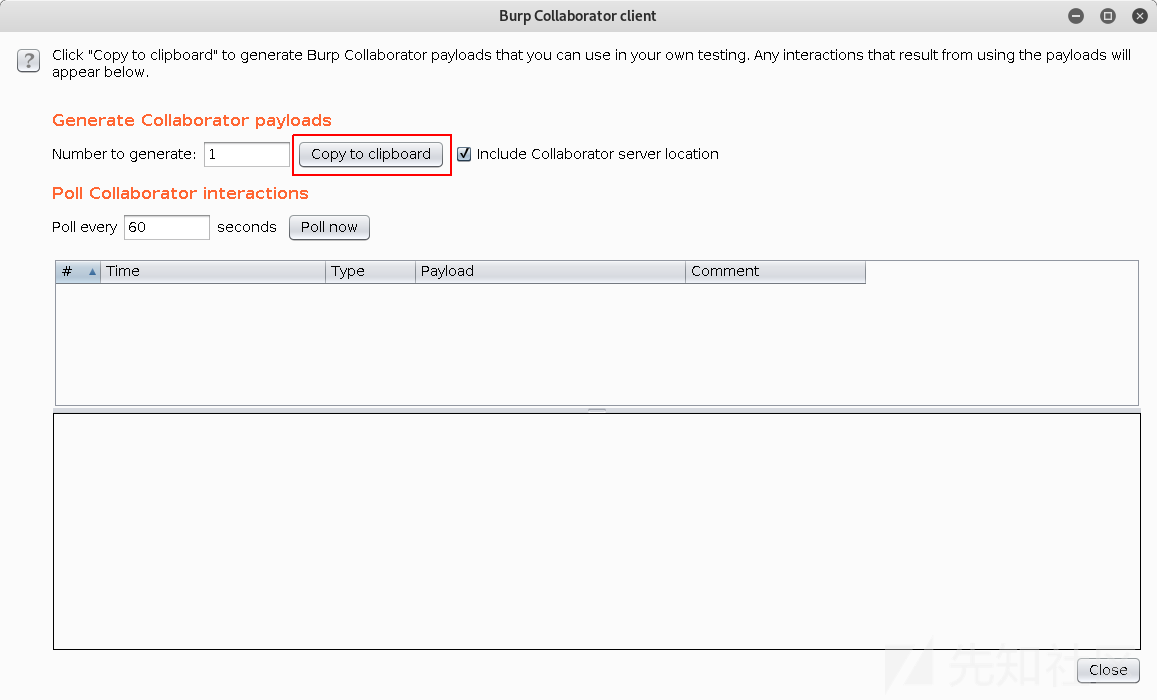 Burp Collaborator client
?
Click "Copy to clipboard" to generate Burp Collaborator payloads that you can use in your own testing. Any interactions that result from using the payloads will
appear below.
Generate Collaborator payloads
Number to generate: 1 Copy to clipboard Include Collaborator server location
Poll Collaborator interactions
Poll every 60 seconds Poll now
# Time Type Payload Comment
先知社区
Close